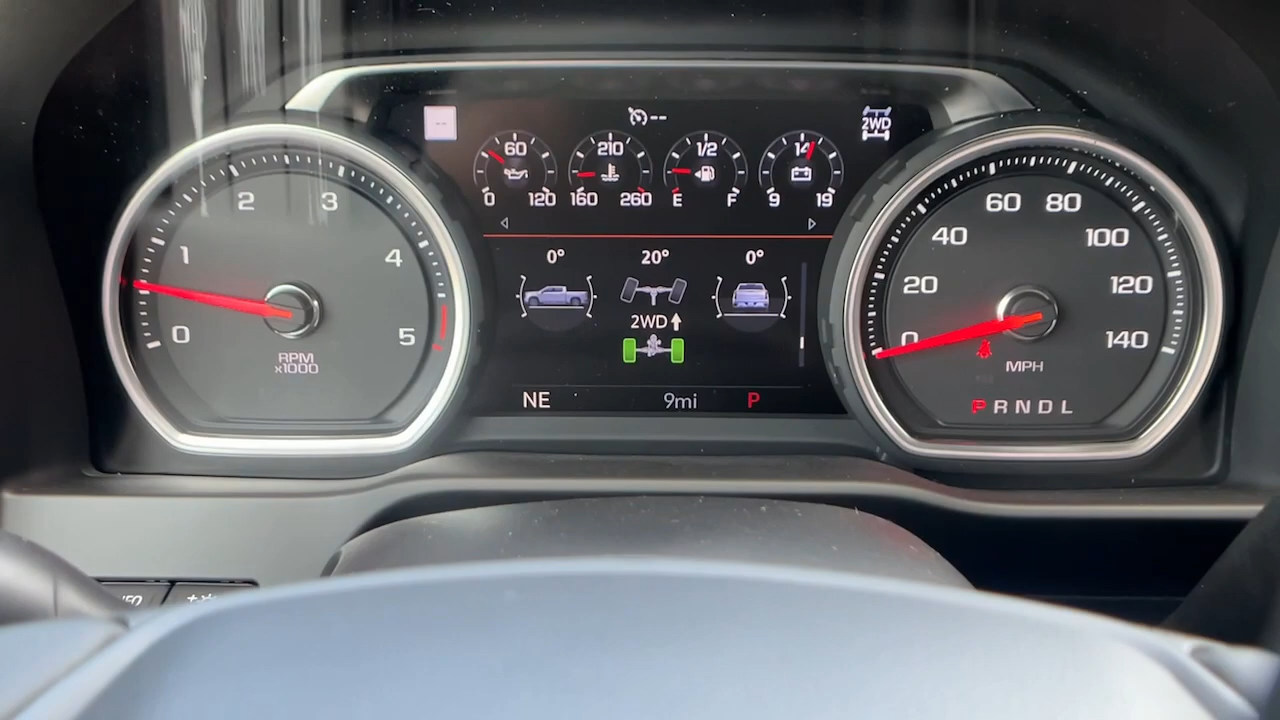 --
--
2WD
60
0 120
210
160 260
1/2
E F
14
9 19
0 1 2 3 4 5
RPM
x1000
0° 20° 0°
2WD
NE 9mi P
0 20 40 60 80 100 120 140
MPH
P R N D L